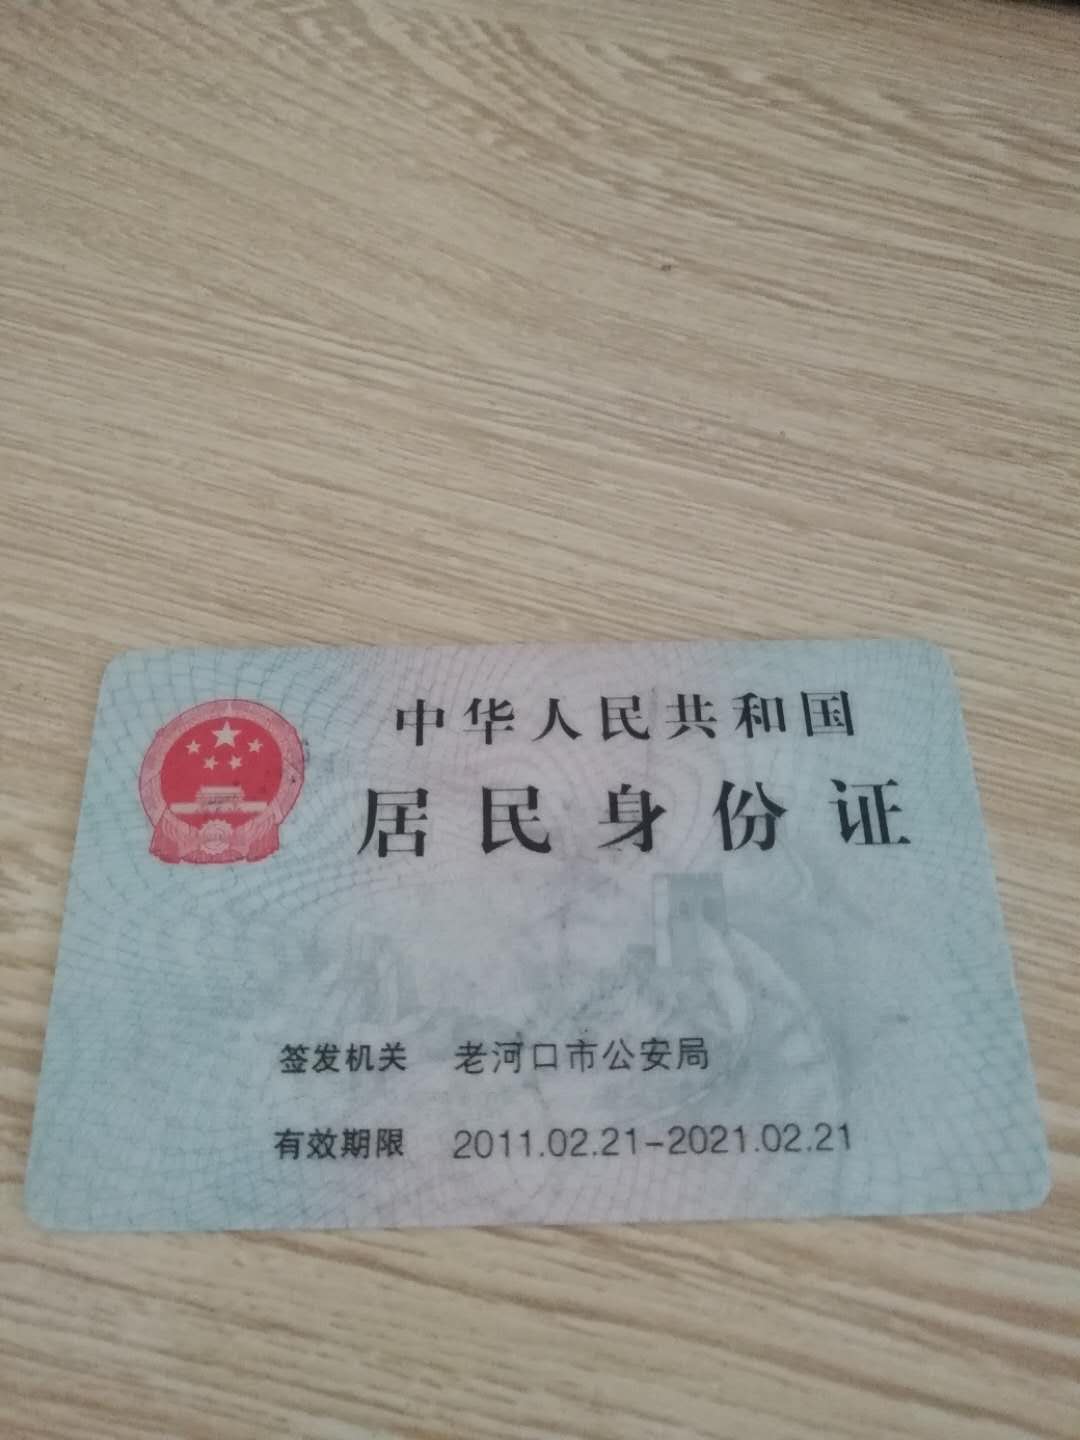 中华人民共和国
居民身份证
签发机关 老河口市公安局
有效期限 2011.02.21-2021.02.21